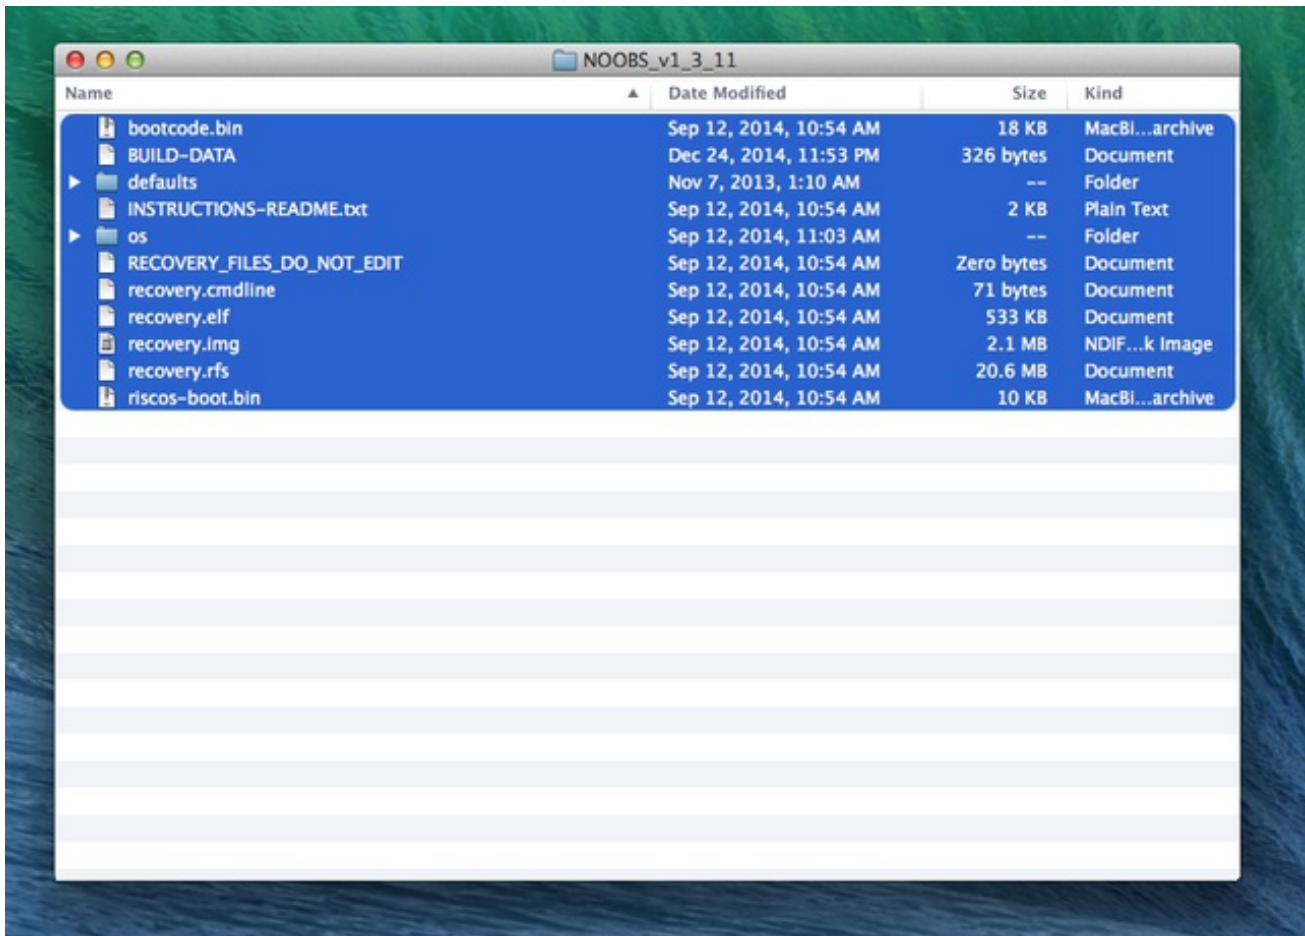 NOOBS_v1_3_11
Name Date Modified Size Kind
bootcode.bin Sep 12, 2014, 10:54 AM 18 KB MacBi...archive
BUILD-DATA Dec 24, 2014, 11:53 PM 326 bytes Document
defaults Nov 7, 2013, 1:10 AM -- Folder
INSTRUCTIONS-README.txt Sep 12, 2014, 10:54 AM 2 KB Plain Text
os Sep 12, 2014, 11:03 AM -- Folder
RECOVERY_FILES_DO_NOT_EDIT Sep 12, 2014, 10:54 AM Zero bytes Document
recovery.cmdline Sep 12, 2014, 10:54 AM 71 bytes Document
recovery.elf Sep 12, 2014, 10:54 AM 533 KB Document
recovery.img Sep 12, 2014, 10:54 AM 2.1 MB NDIF...k Image
recovery.rfs Sep 12, 2014, 10:54 AM 20.6 MB Document
riscos-boot.bin Sep 12, 2014, 10:54 AM 10 KB MacBi...archive